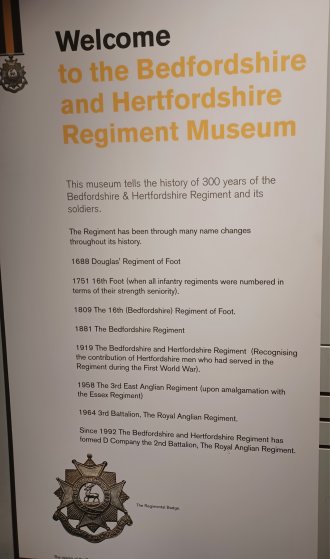 Welcome
to the Bedfordshire
and Hertfordshire
Regiment Museum
This museum tells the history of 300 years of the
Bedfordshire & Hertfordshire Regiment and its
soldiers.
The Regiment has been through many name changes
throughout its history.
1688 Douglas' Regiment of Foot
1751 16th Foot (when all infantry regiments were numbered in
terms of their strength seniority).
1809 The 16th (Bedfordshire) Regiment of Foot.
1881 The Bedfordshire Regiment
1919 The Bedfordshire and Hertfordshire Regiment (Recognising
the contribution of Hertfordshire men who had served in the
Regiment during the First World War).
1958 The 3rd East Anglian Regiment (upon amalgamation with
the Essex Regiment)
1964 3rd Battalion, The Royal Anglian Regiment.
Since 1992 The Bedfordshire and Hertfordshire Regiment has
formed D Company the 2nd Battalion, The Royal Anglian Regiment.
The Regimental Badge